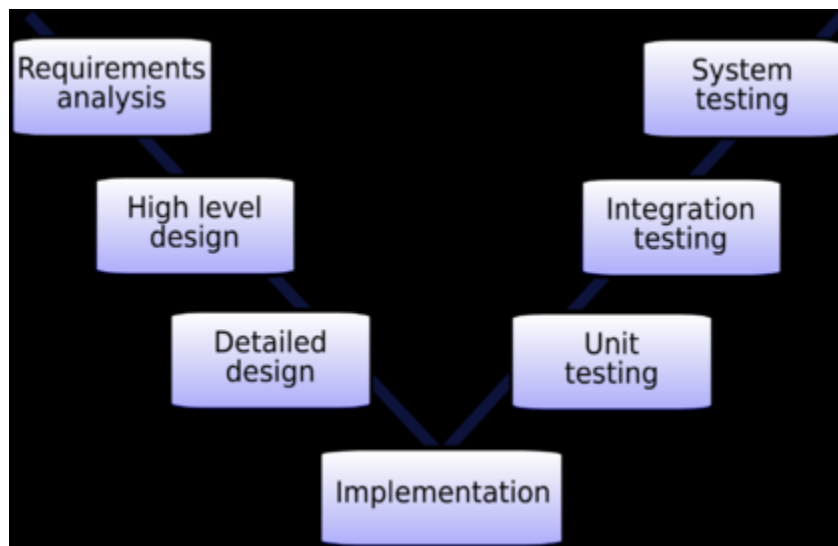 Requirements
analysis
System
testing
High level
design
Integration
testing
Detailed
design
Unit
testing
Implementation